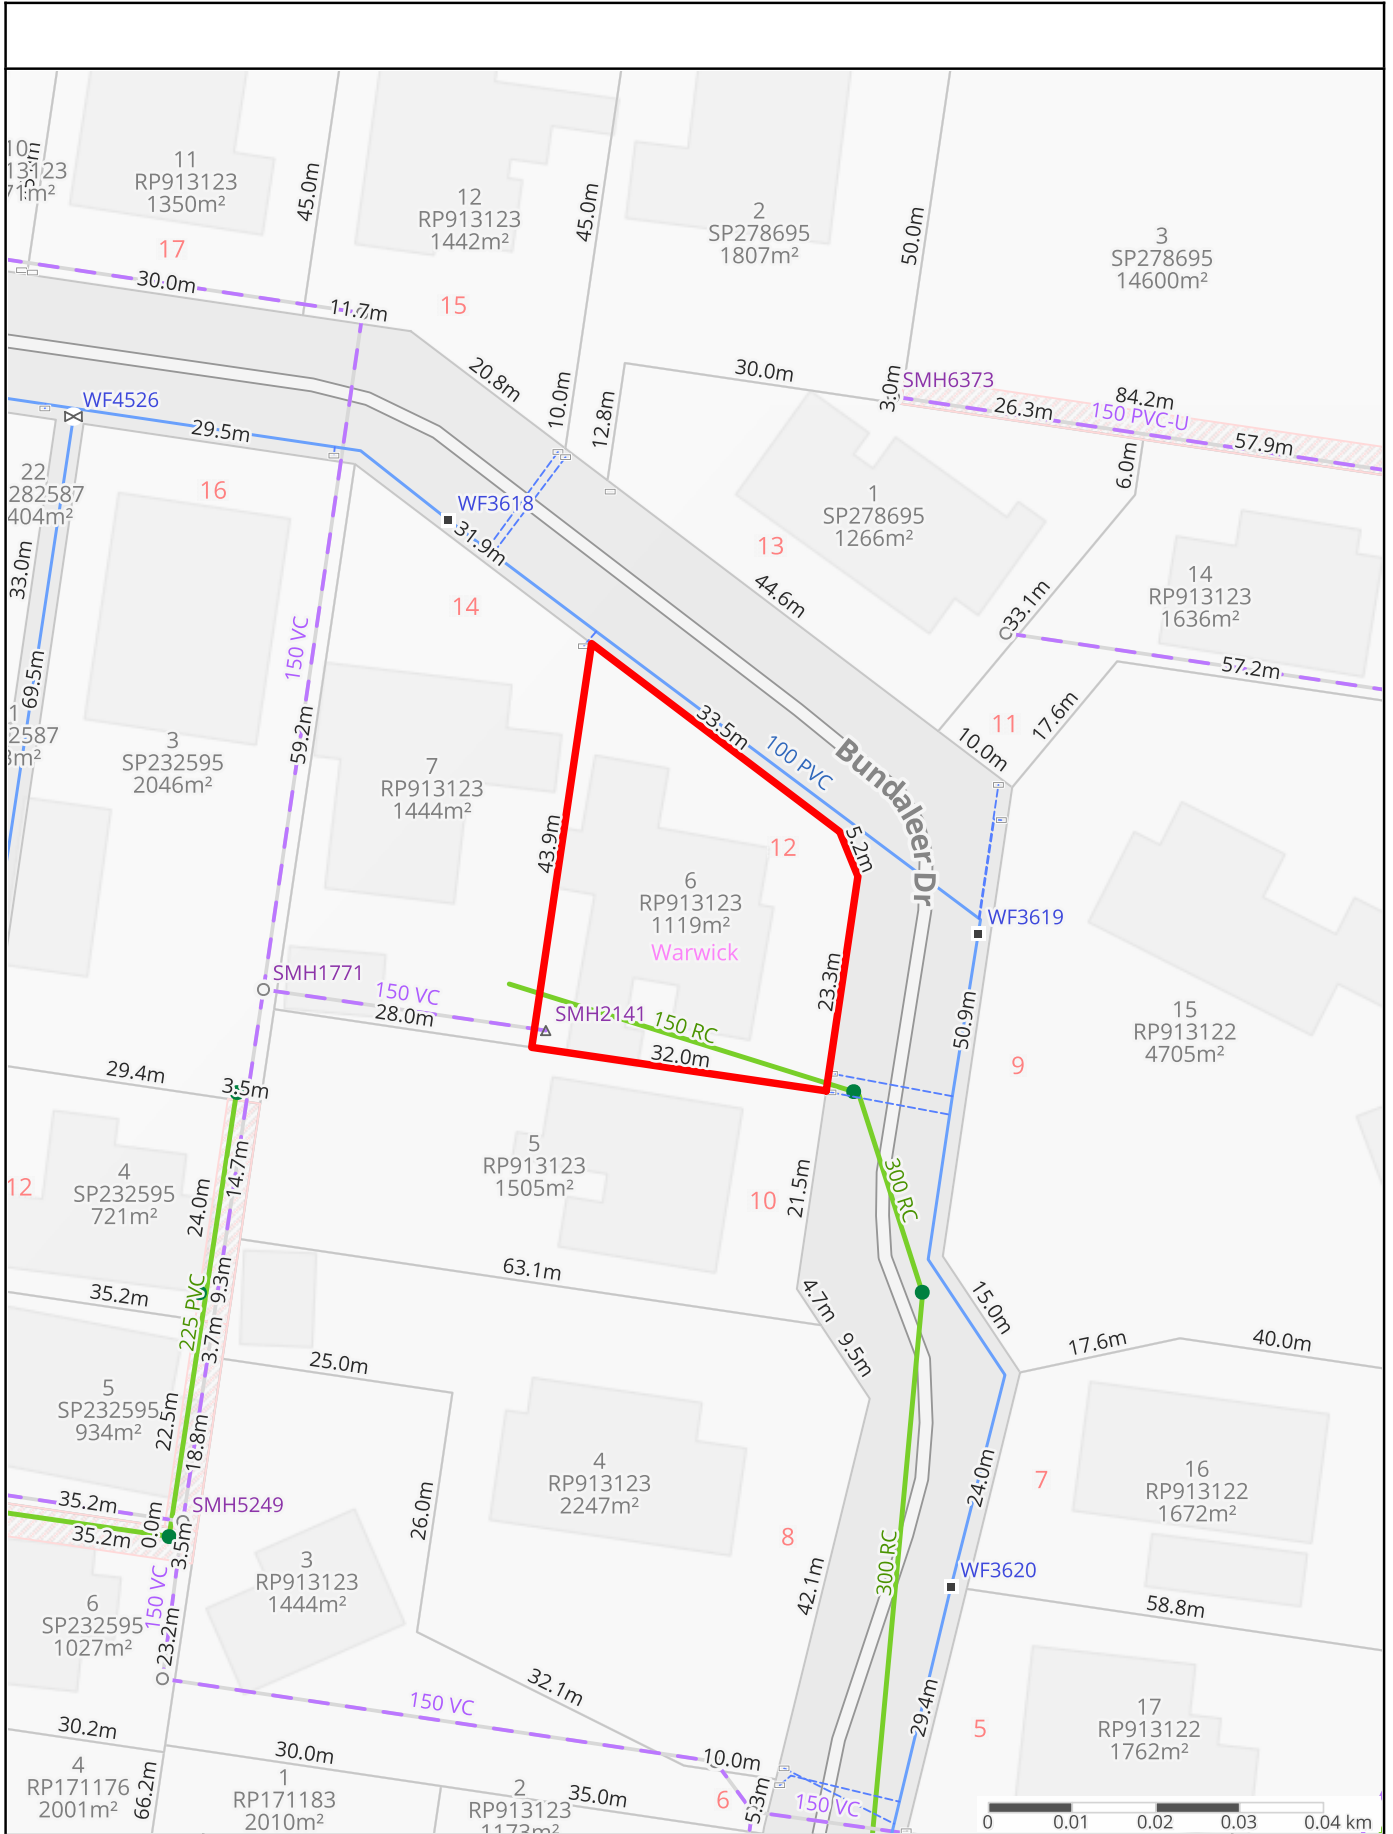 11
RP913123
1350m²
17
30.0m
45.0m
12
RP913123
1442m²
15
11.7m
45.0m
2
SP278695
1807m²
50.0m
3
SP278695
14600m²
20.8m
10.0m
12.8m
30.0m
3.0m
SMH6373
26.3m
84.2m
150 PVC-U
57.9m
6.0m
WF4526
29.5m
22
282587
404m²
16
33.0m
69.5m
WF3618
31.9m
14
13
1
SP278695
1266m²
44.6m
33.1m
14
RP913123
1636m²
57.2m
17.6m
11
10.0m
150 VC
59.2m
3
SP232595
2046m²
7
RP913123
1444m²
43.9m
33.5m
100 PVC
Bundaleer Dr
5.2m
12
6
RP913123
1119m²
Warwick
23.3m
WF3619
50.9m
15
RP913122
4705m²
9
SMH1771
150 VC
28.0m
SMH2141
150 RC
32.0m
29.4m
3.5m
14.7m
24.0m
4
SP232595
721m²
12
5
RP913123
1505m²
10
21.5m
300 RC
35.2m
225 PVC
9.3m
3.7m
63.1m
4.7m
9.5m
15.0m
17.6m
40.0m
25.0m
5
SP232595
934m²
22.5m
18.8m
4
RP913123
2247m²
26.0m
24.0m
7
16
RP913122
1672m²
35.2m
SMH5249
35.2m
0.0m
3.5m
3
RP913123
1444m²
8
300 RC
42.1m
WF3620
58.8m
6
SP232595
1027m²
150 VC
23.2m
32.1m
150 VC
29.4m
5
17
RP913122
1762m²
30.2m
4
RP171176
2001m²
66.2m
30.0m
1
RP171183
2010m²
2
RP913123
1173m²
35.0m
10.0m
6
5.3m
150 VC
0 0.01 0.02 0.03 0.04 km